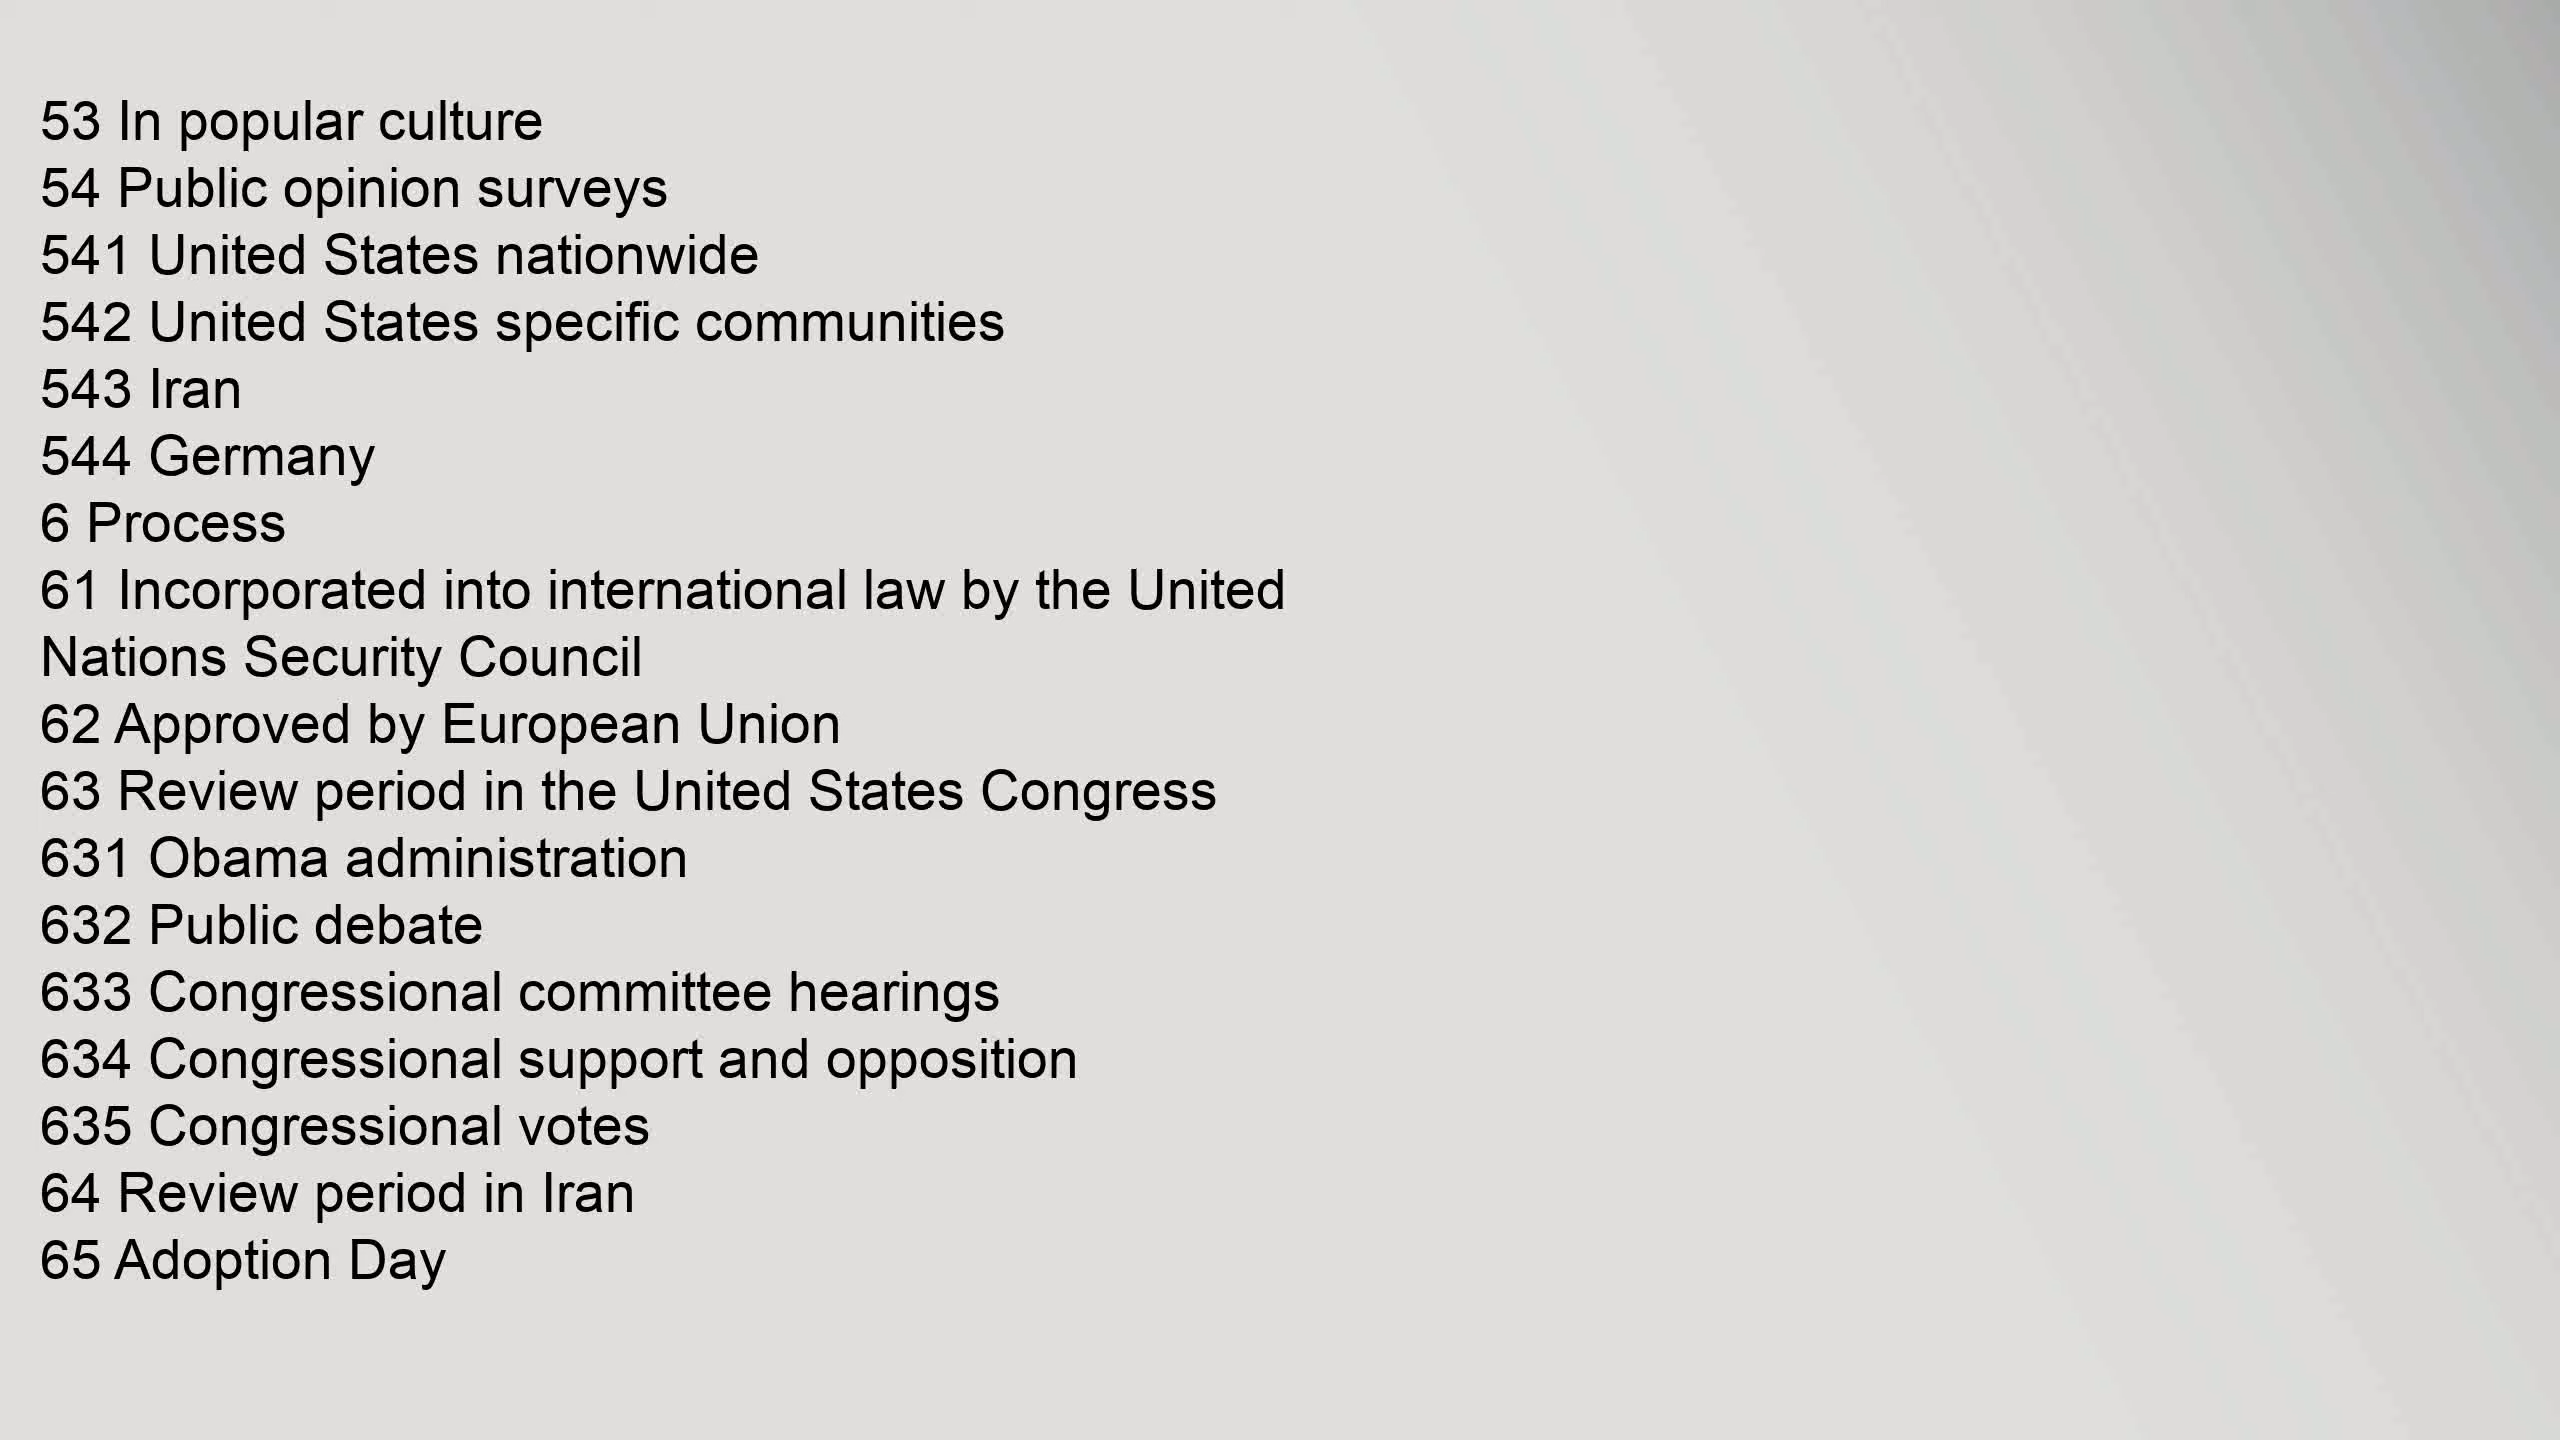 53 In popular culture
54 Public opinion surveys
541 United States nationwide
542 United States specific communities
543 Iran
544 Germany
6 Process
61 Incorporated into international law by the United
Nations Security Council
62 Approved by European Union
63 Review period in the United States Congress
631 Obama administration
632 Public debate
633 Congressional committee hearings
634 Congressional support and opposition
635 Congressional votes
64 Review period in Iran
65 Adoption Day